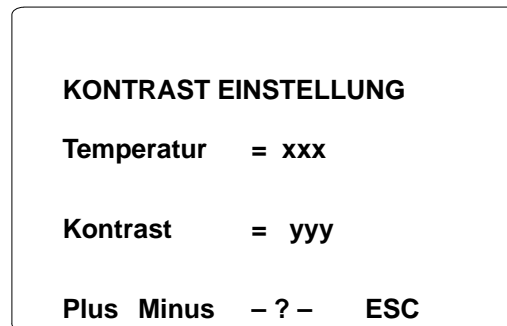 KONTRAST EINSTELLUNG
Temperatur = xxx
Kontrast = yyy
Plus Minus – ? – ESC